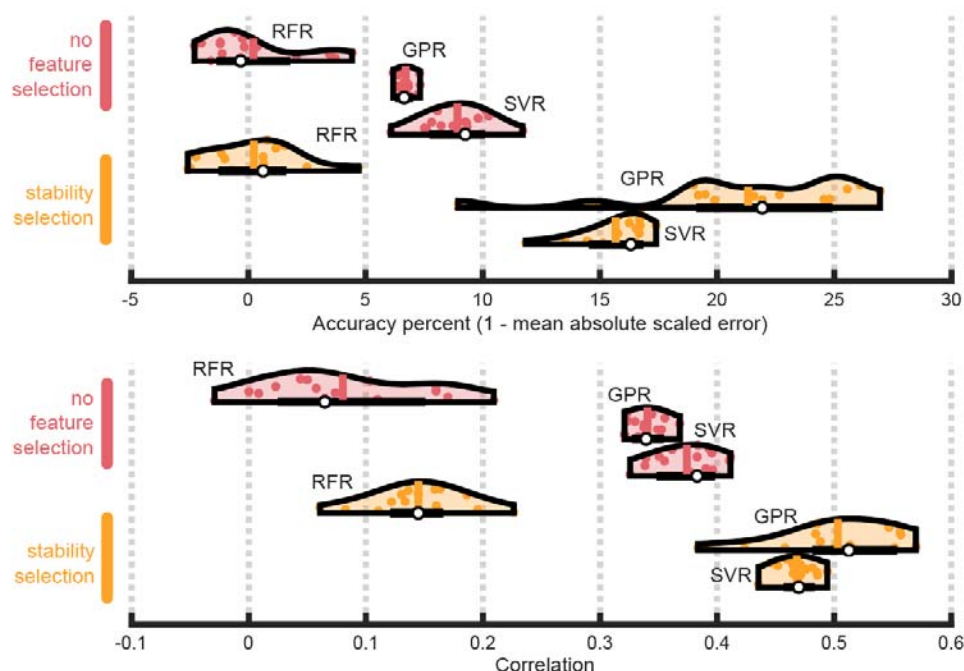 no
feature
selection
RFR
GPR
SVR
stability
selection
RFR
GPR
SVR
-5 0 5 10 15 20 25 30
Accuracy percent (1 - mean absolute scaled error)
no
feature
selection
RFR
GPR
SVR
stability
selection
RFR
GPR
SVR
-0.1 0 0.1 0.2 0.3 0.4 0.5 0.6
Correlation